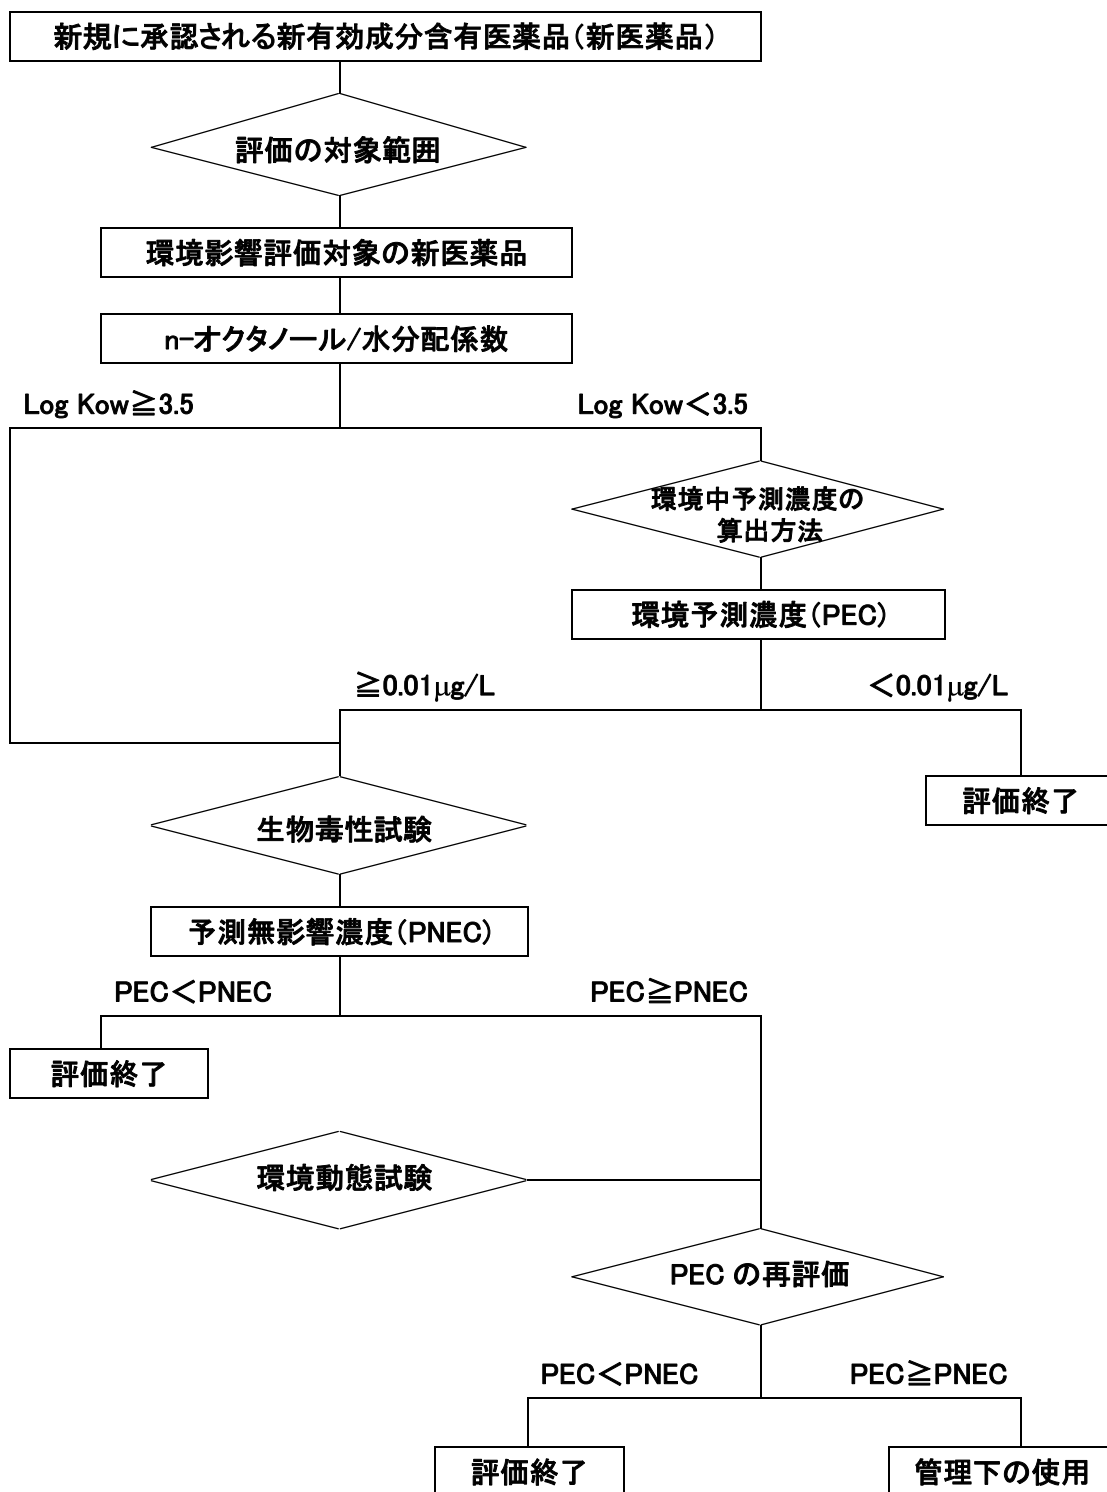 新規に承認される新有効成分含有医薬品（新医薬品）
評価の対象範囲
環境影響評価対象の新医薬品
n-オクタノール/水分配係数
Log Kow≧3.5
Log Kow＜3.5
環境中予測濃度の
算出方法
環境予測濃度（PEC）
≧0.01μg/L
＜0.01μg/L
評価終了
生物毒性試験
予測無影響濃度（PNEC）
PEC＜PNEC
PEC≧PNEC
評価終了
環境動態試験
PEC の再評価
PEC＜PNEC
PEC≧PNEC
評価終了
管理下の使用